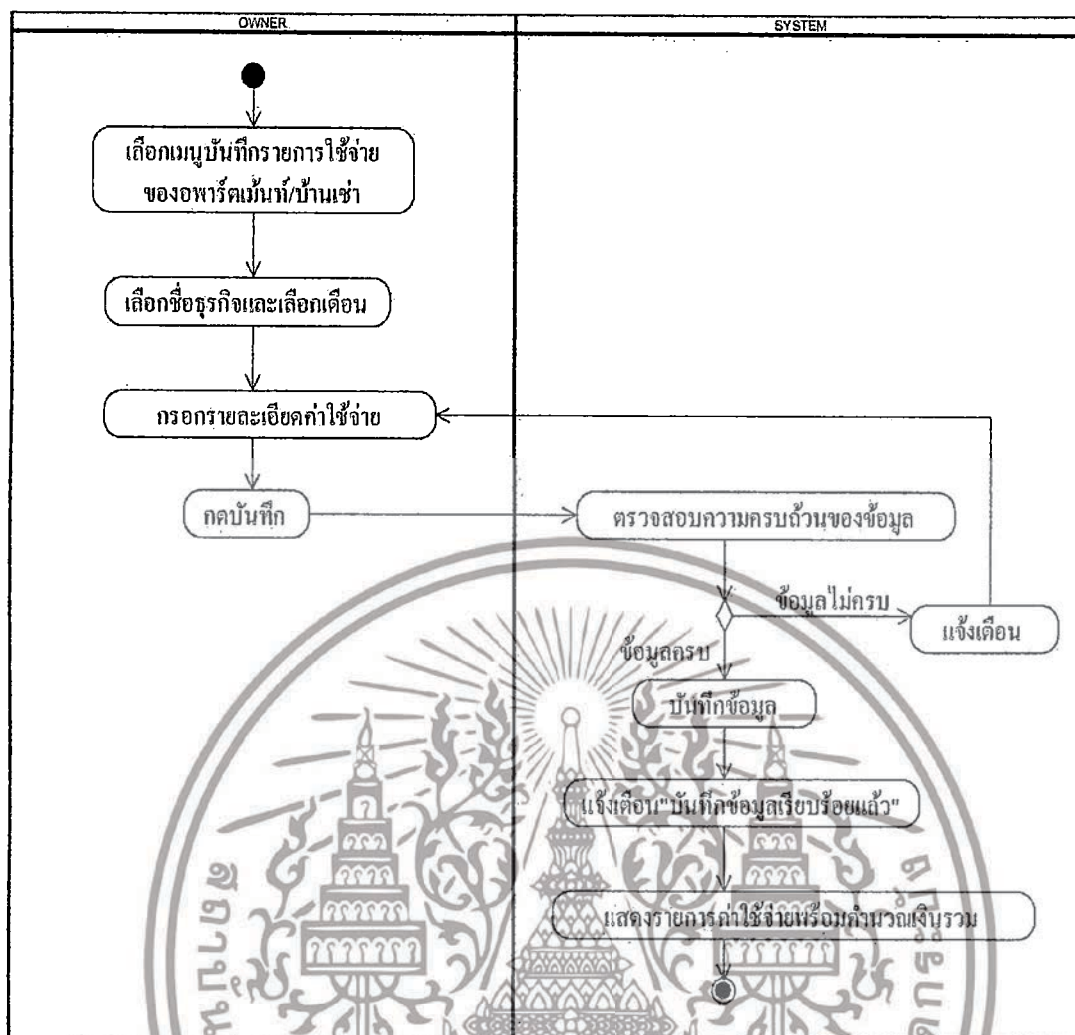 OWNER
SYSTEM
เลือกเมนูบันทึกรายการใช้จ่าย
ของอพาร์ตเม้นท์/บ้านเช่า
เลือกชื่อธุรกิจและเลือกเดือน
กรอกรายละเอียดค่าใช้จ่าย
กดบันทึก
ตรวจสอบความครบถ้วนของข้อมูล
ข้อมูลไม่ครบ
แจ้งเตือน
ข้อมูลครบ
บันทึกข้อมูล
แจ้งเตือน"บันทึกข้อมูลเรียบร้อยแล้ว"
แสดงรายการค่าใช้จ่ายพร้อมคำนวณเงินรวม